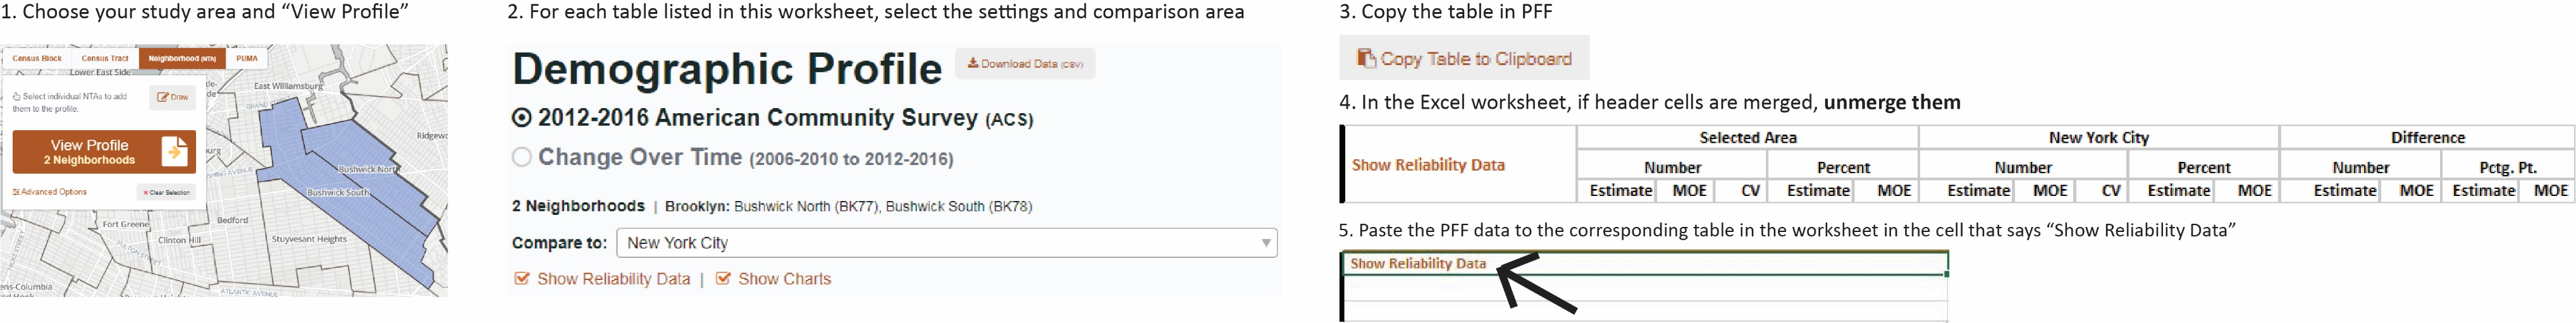 1. Choose your study area and “View Profile”
Census Block Census Tract Neighborhood (NTA) PUMA
Lower East Side
Select individual NTAs to add
them to the profile.
Draw
View Profile
2 Neighborhoods
Advanced Options
Clear Selection
East Williamsburg
Ridgew
Bushwick North
Bushwick South
Bedford
Fort Greene
Clinton Hill
Stuyvesant Heights
ATLANTIC AVENUE
2. For each table listed in this worksheet, select the settings and comparison area
Demographic Profile
Download Data (CSV)
2012-2016 American Community Survey (ACS)
Change Over Time (2006-2010 to 2012-2016)
2 Neighborhoods | Brooklyn: Bushwick North (BK77), Bushwick South (BK78)
Compare to: New York City
Show Reliability Data | Show Charts
3. Copy the table in PFF
Copy Table to Clipboard
4. In the Excel worksheet, if header cells are merged, unmerge them
Selected Area New York City Difference
Show Reliability Data
Number Percent Number Percent Number Pctg. Pt.
Estimate MOE CV Estimate MOE Estimate MOE CV Estimate MOE Estimate MOE Estimate MOE
5. Paste the PFF data to the corresponding table in the worksheet in the cell that says “Show Reliability Data”
Show Reliability Data